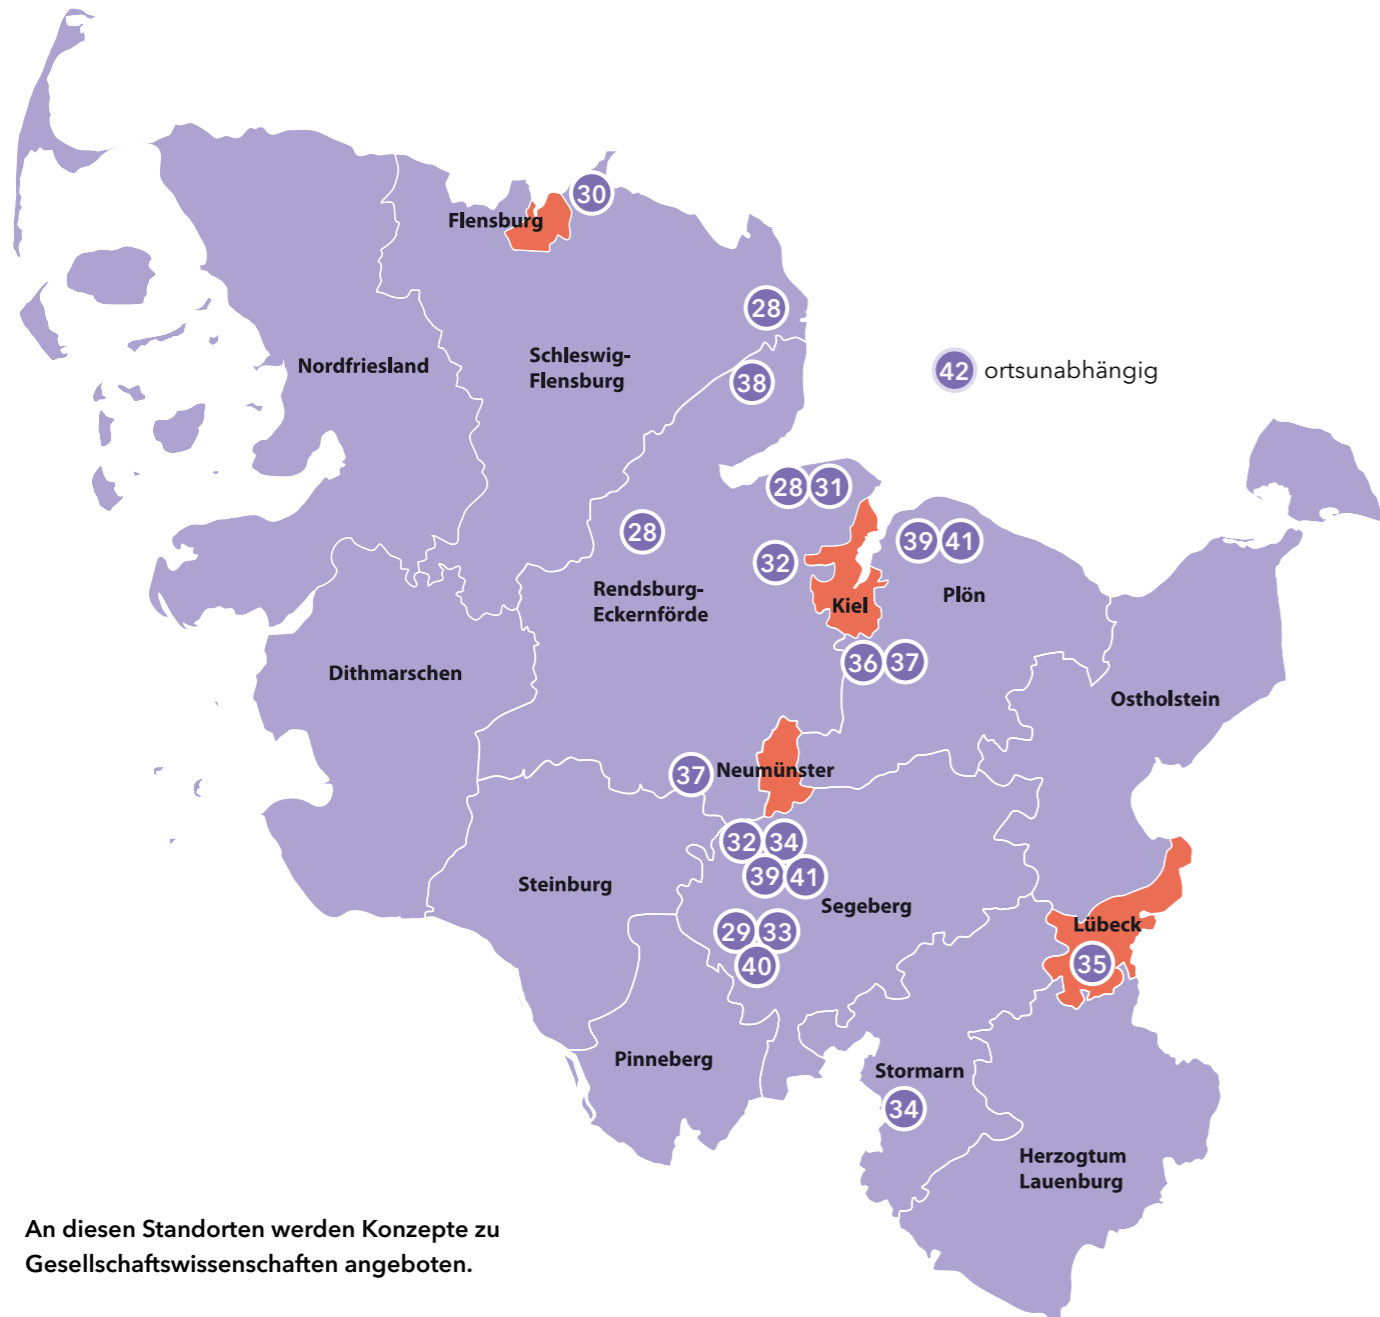 30
Flensburg
28
Nordfriesland
Schleswig-
Flensburg
42 ortsunabhängig
38
28 31
28
39 41
32
Rendsburg-
Eckernförde
Kiel
Plön
36 37
Dithmarschen
Ostholstein
37
Neumünster
32 34
39 41
Steinburg
Segeberg
29 33
Lübeck
40
35
Pinneberg
Stormarn
34
Herzogtum
Lauenburg
An diesen Standorten werden Konzepte zu
Gesellschaftswissenschaften angeboten.